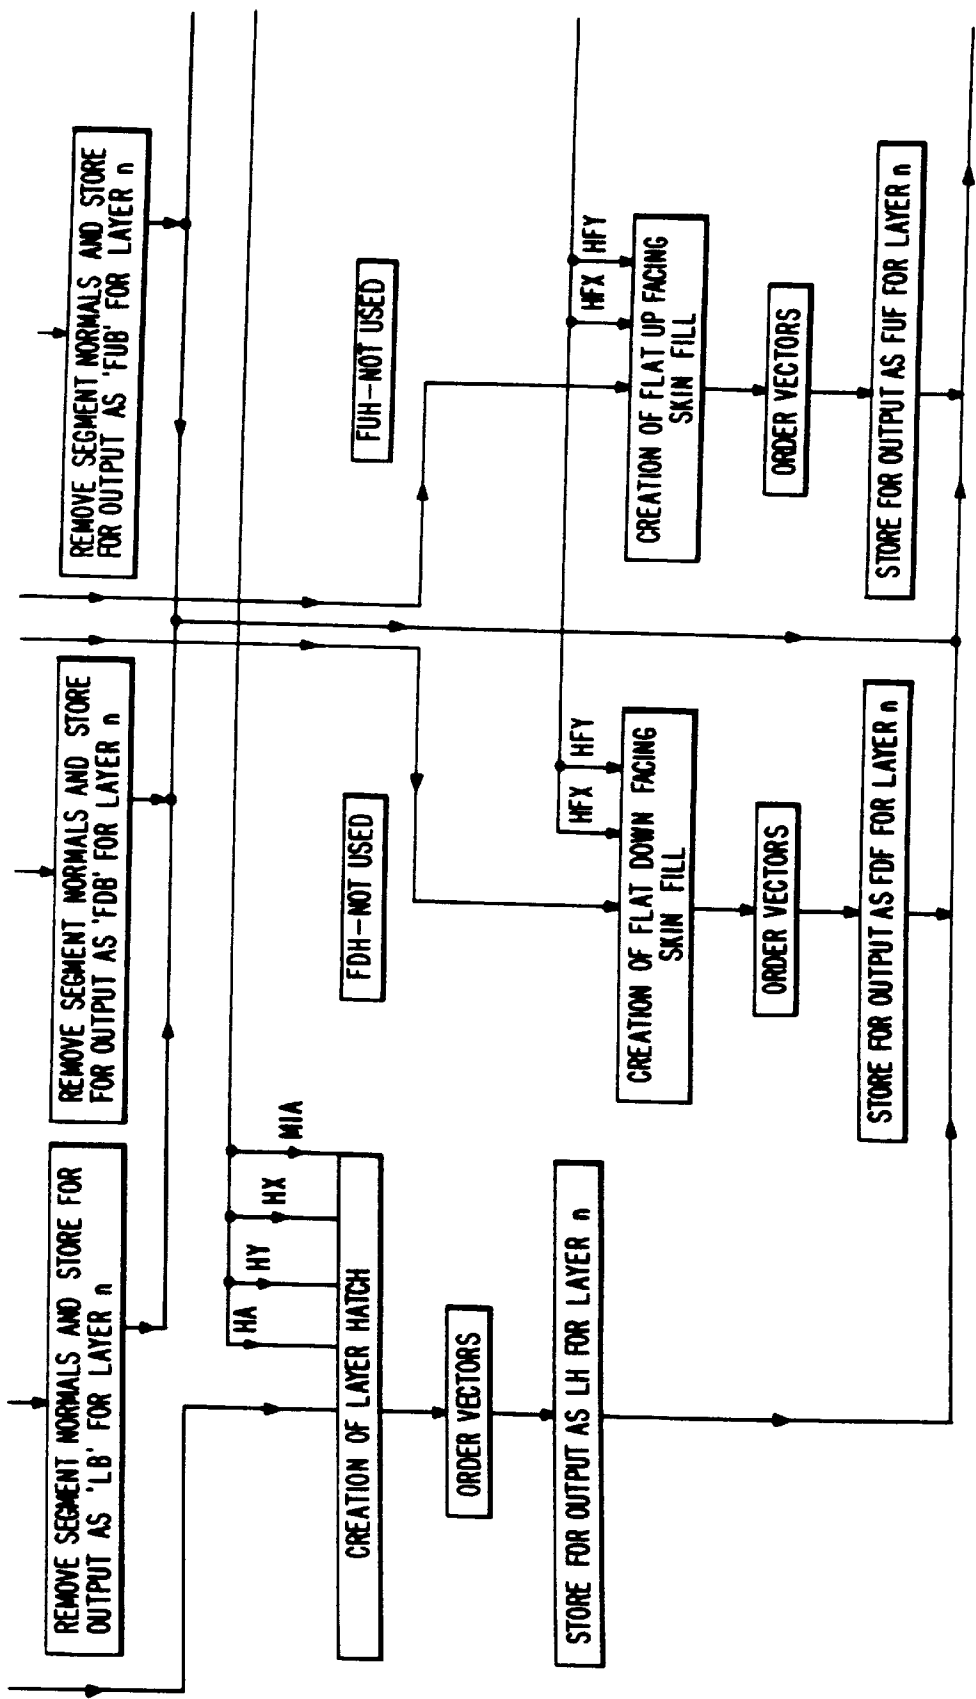 REMOVE SEGMENT NORMALS AND STORE FOR
OUTPUT AS 'LB' FOR LAYER n
REMOVE SEGMENT NORMALS AND STORE
FOR OUTPUT AS 'FDB' FOR LAYER n
REMOVE SEGMENT NORMALS AND STORE
FOR OUTPUT AS 'FUB' FOR LAYER n
HA
HY
HX
MIA
CREATION OF LAYER HATCH
ORDER VECTORS
STORE FOR OUTPUT AS LH FOR LAYER n
FDH-NOT USED
HFX
HFY
CREATION OF FLAT DOWN FACING
SKIN FILL
ORDER VECTORS
STORE FOR OUTPUT AS FDF FOR LAYER n
FUH-NOT USED
HFX
HFY
CREATION OF FLAT UP FACING
SKIN FILL
ORDER VECTORS
STORE FOR OUTPUT AS FUF FOR LAYER n